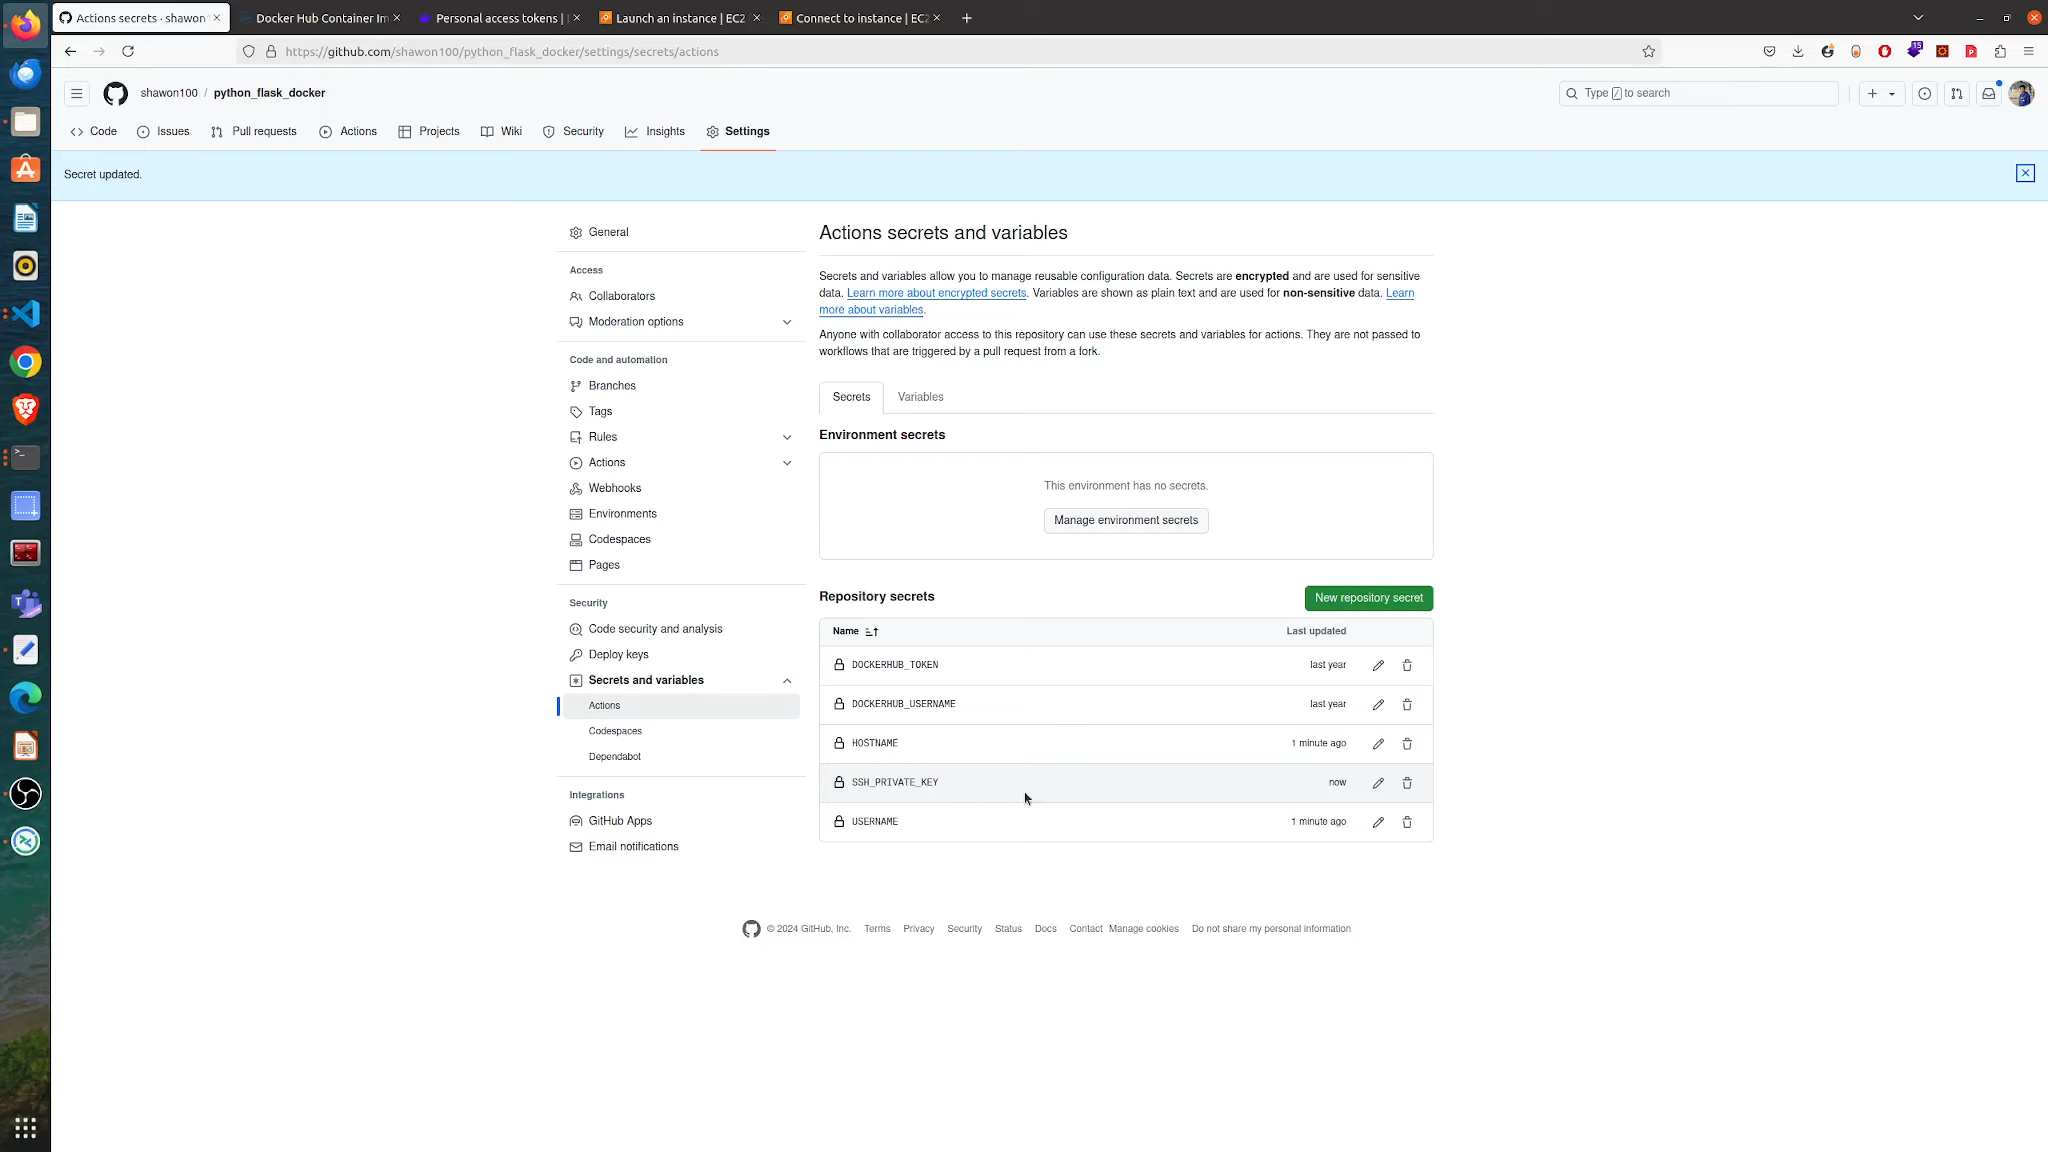 Actions secrets · shawon
Docker Hub Container Im
Personal access tokens | D
Launch an instance | EC2
Connect to instance | EC2
https://github.com/shawon100/python_flask_docker/settings/secrets/actions
15
shawon100 / python_flask_docker
Type / to search
Code
Issues
Pull requests
Actions
Projects
Wiki
Security
Insights
Settings
Secret updated.
General
Access
Collaborators
Moderation options
Code and automation
Branches
Tags
Rules
Actions
Webhooks
Environments
Codespaces
Pages
Security
Code security and analysis
Deploy keys
Secrets and variables
Actions
Codespaces
Dependabot
Integrations
GitHub Apps
Email notifications
Actions secrets and variables
Secrets and variables allow you to manage reusable configuration data. Secrets are encrypted and are used for sensitive
data. Learn more about encrypted secrets. Variables are shown as plain text and are used for non-sensitive data. Learn
more about variables.
Anyone with collaborator access to this repository can use these secrets and variables for actions. They are not passed to
workflows that are triggered by a pull request from a fork.
Secrets
Variables
Environment secrets
This environment has no secrets.
Manage environment secrets
Repository secrets
New repository secret
Name
Last updated
DOCKERHUB_TOKEN
last year
DOCKERHUB_USERNAME
last year
HOSTNAME
1 minute ago
SSH_PRIVATE_KEY
now
USERNAME
1 minute ago
© 2024 GitHub, Inc.
Terms
Privacy
Security
Status
Docs
Contact
Manage cookies
Do not share my personal information